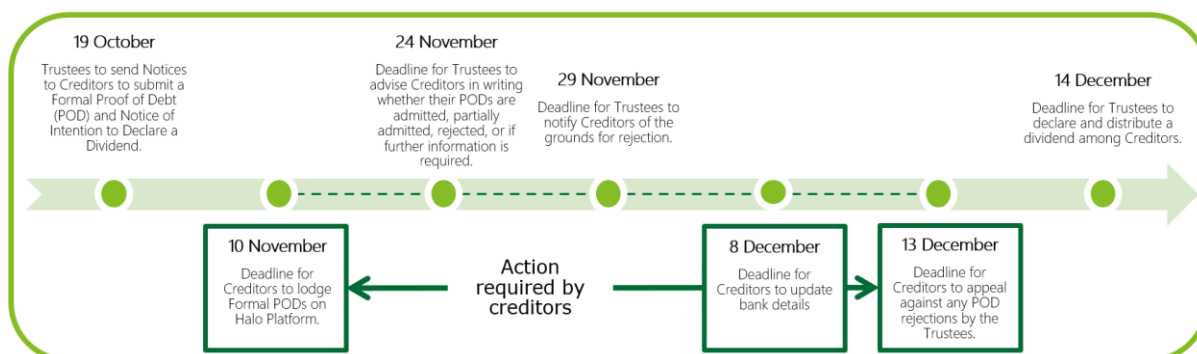 19 October
Trustees to send Notices
to Creditors to submit a
Formal Proof of Debt
(POD) and Notice of
Intention to Declare a
Dividend.
24 November
Deadline for Trustees to
advise Creditors in writing
whether their PODs are
admitted, partially
admitted, rejected, or if
further information is
required.
29 November
Deadline for Trustees to
notify Creditors of the
grounds for rejection.
14 December
Deadline for Trustees to
declare and distribute a
dividend among Creditors.
10 November
Deadline for
Creditors to lodge
Formal PODs on
Halo Platform.
Action
required by
creditors
8 December
Deadline for
Creditors to update
bank details
13 December
Deadline for
Creditors to appeal
against any POD
rejections by the
Trustees.